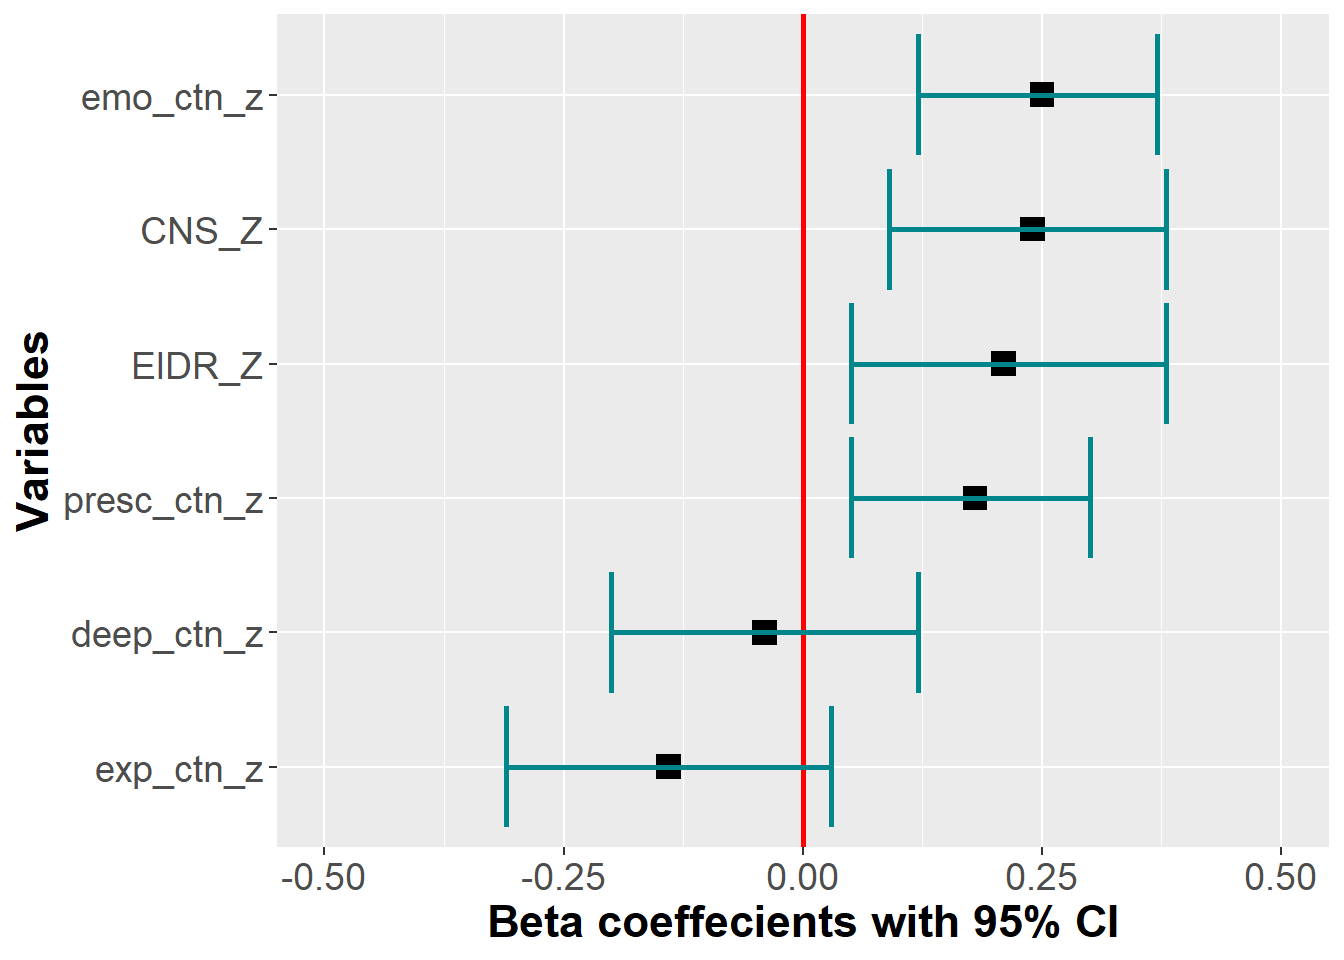 Variables
emo_ctn_z
CNS_Z
EIDR_Z
presc_ctn_z
deep_ctn_z
exp_ctn_z
-0.50 -0.25 0.00 0.25 0.50
Beta coeffecients with 95% CI